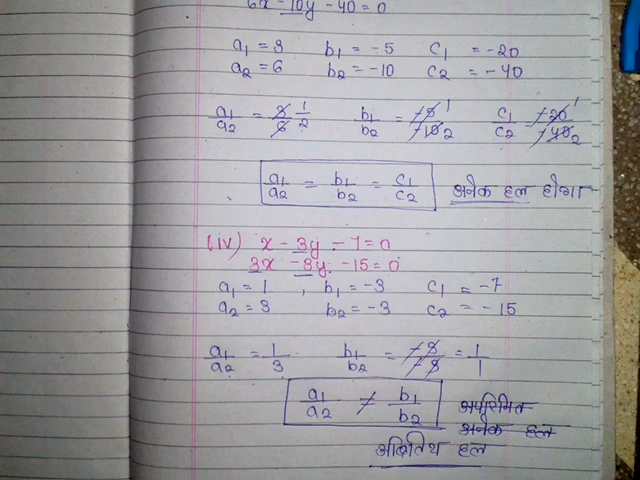 6x - 10y - 40 = 0
a1 = 3 b1 = -5 c1 = -20
a2 = 6 b2 = -10 c2 = -40
a1/a2 = 3/6 1/2 b1/b2 = -5/-10 1/2 c1/c2 = -20/-40 1/2
a1/a2 = b1/b2 = c1/c2 अनेक हल होगा
(iv) x - 3y - 7 = 0
3x - 3y - 15 = 0
a1 = 1, b1 = -3 c1 = -7
a2 = 3 b2 = -3 c2 = -15
a1/a2 = 1/3 b1/b2 = -3/-3 = 1/1
a1/a2 ≠ b1/b2 अपरिमित
अनेक हल
अद्वितिय हल